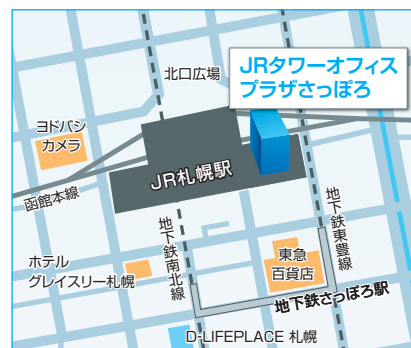 北口広場
JRタワーオフィス
プラザさっぽろ
ヨドバシ
カメラ
JR札幌駅
函館本線
地下鉄南北線
地下鉄東豊線
ホテル
グレイスリー札幌
東急
百貨店
地下鉄さっぽろ駅
D-LIFEPLACE 札幌